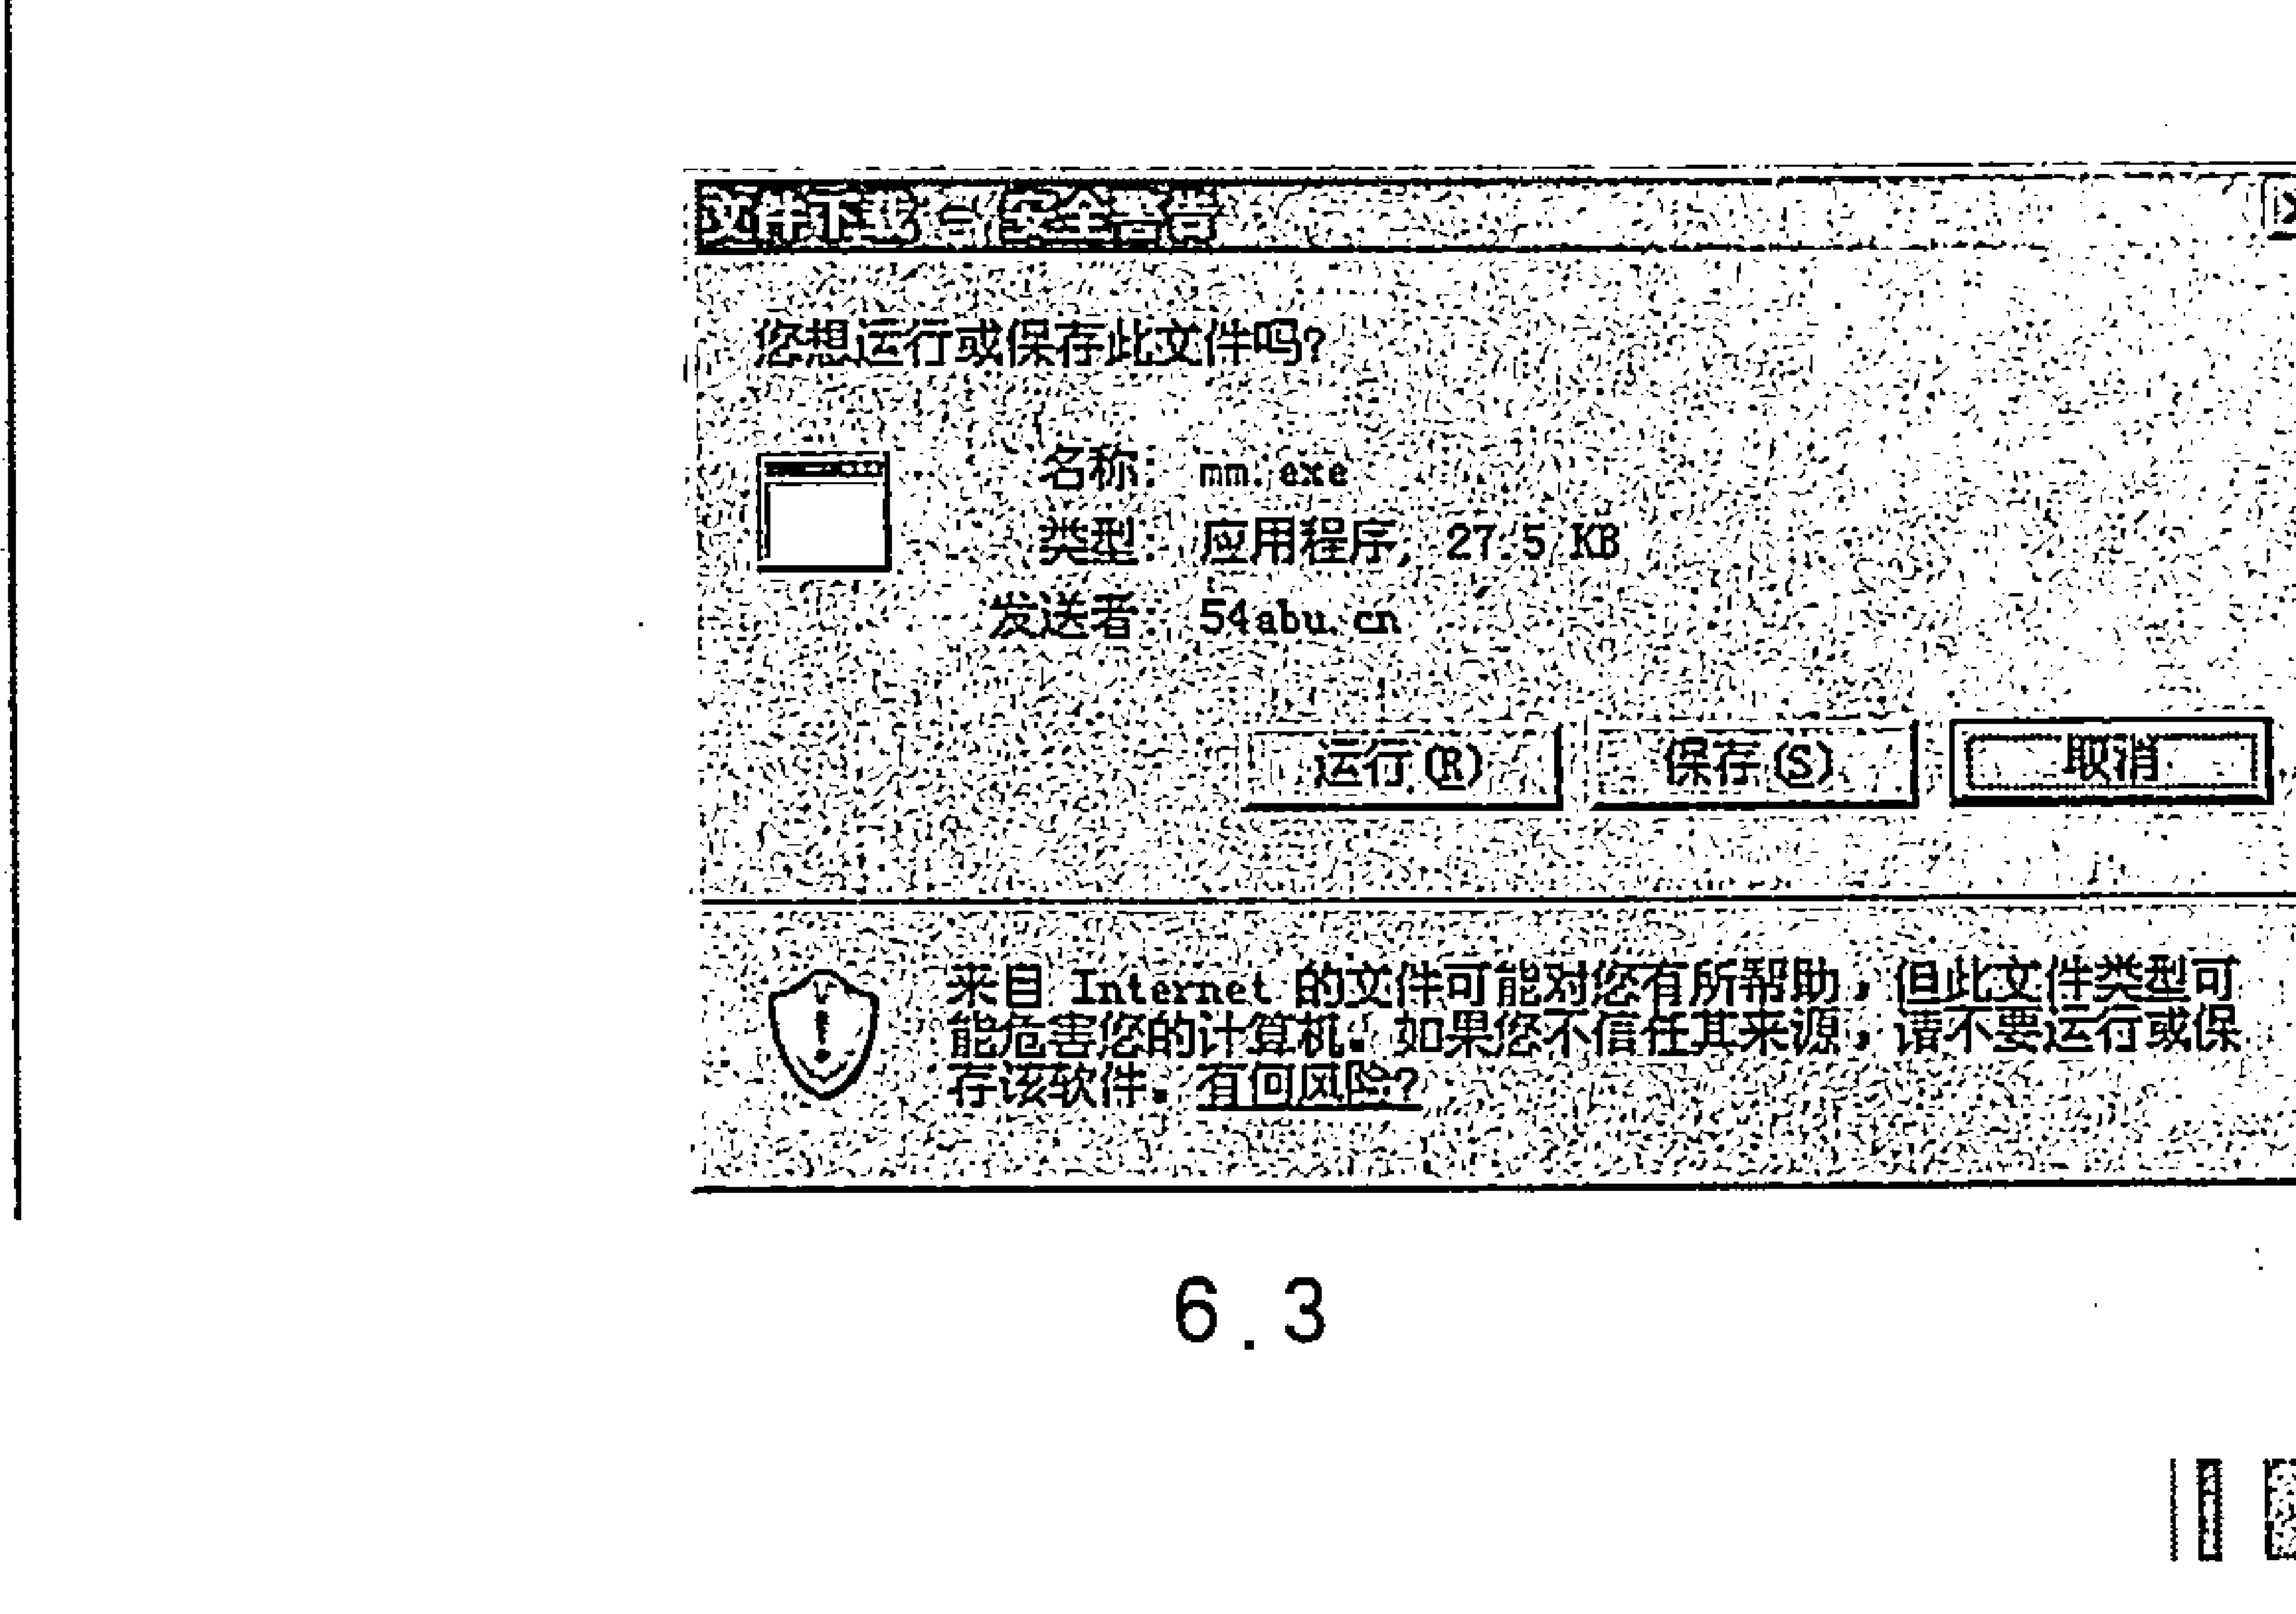 文件下载 - 安全警告
您想运行或保存此文件吗?
名称: mm.exe
类型: 应用程序, 27.5 KB
发送者: 54abu.cn
运行(R) 保存(S) 取消
来自 Internet 的文件可能对您有所帮助，但此文件类型可
能危害您的计算机。如果您不信任其来源，请不要运行或保
存该软件。有何风险?
6.3